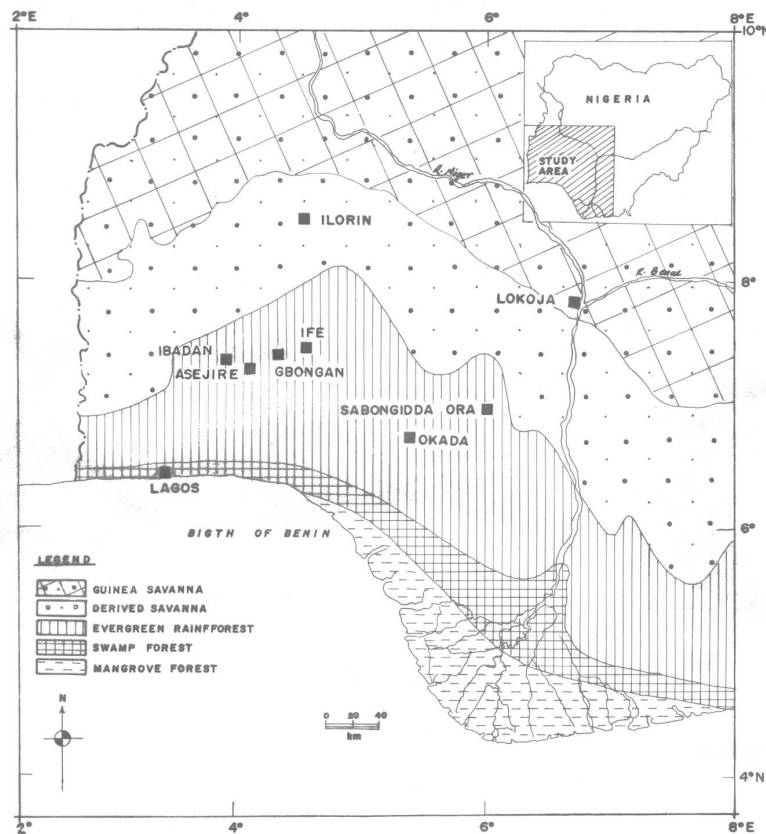 2°E 4° 6° 8°E
10°N
NIGERIA
STUDY
AREA
R. Niger
ILORIN
R. Benue
8°
LOKOJA
IFE
IBADAN
ASEJIRE GBONGAN
SABONGIDDA ORA
OKADA
LAGOS
6°
BIGTH OF BENIN
LEGEND
GUINEA SAVANNA
DERIVED SAVANNA
EVERGREEN RAINFFOREST
SWAMP FOREST
MANGROVE FOREST
N
0 20 40
km
4°N
2° 4° 6° 8°E